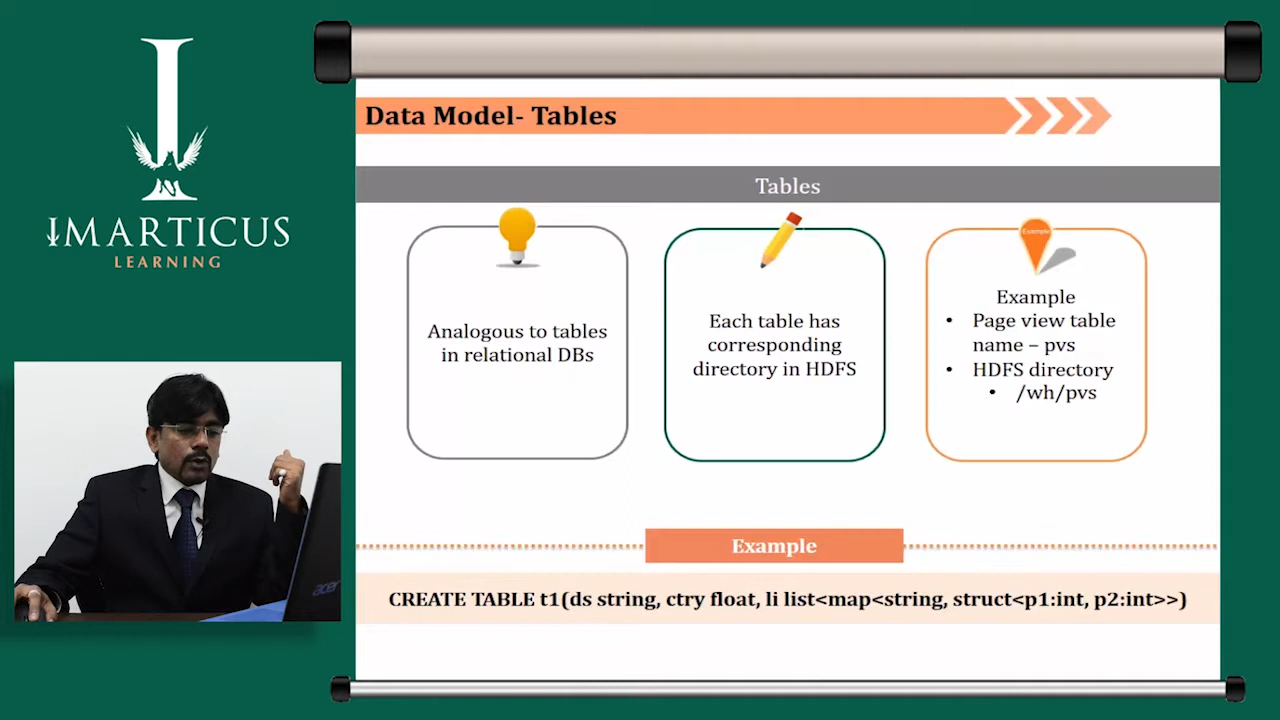 IMARTICUS
LEARNING
Data Model- Tables
Tables
Analogous to tables
in relational DBs
Each table has
corresponding
directory in HDFS
Example
Example
• Page view table
name – pvs
• HDFS directory
• /wh/pvs
Example
CREATE TABLE t1(ds string, ctry float, li list<map<string, struct<p1:int, p2:int>>)
acer